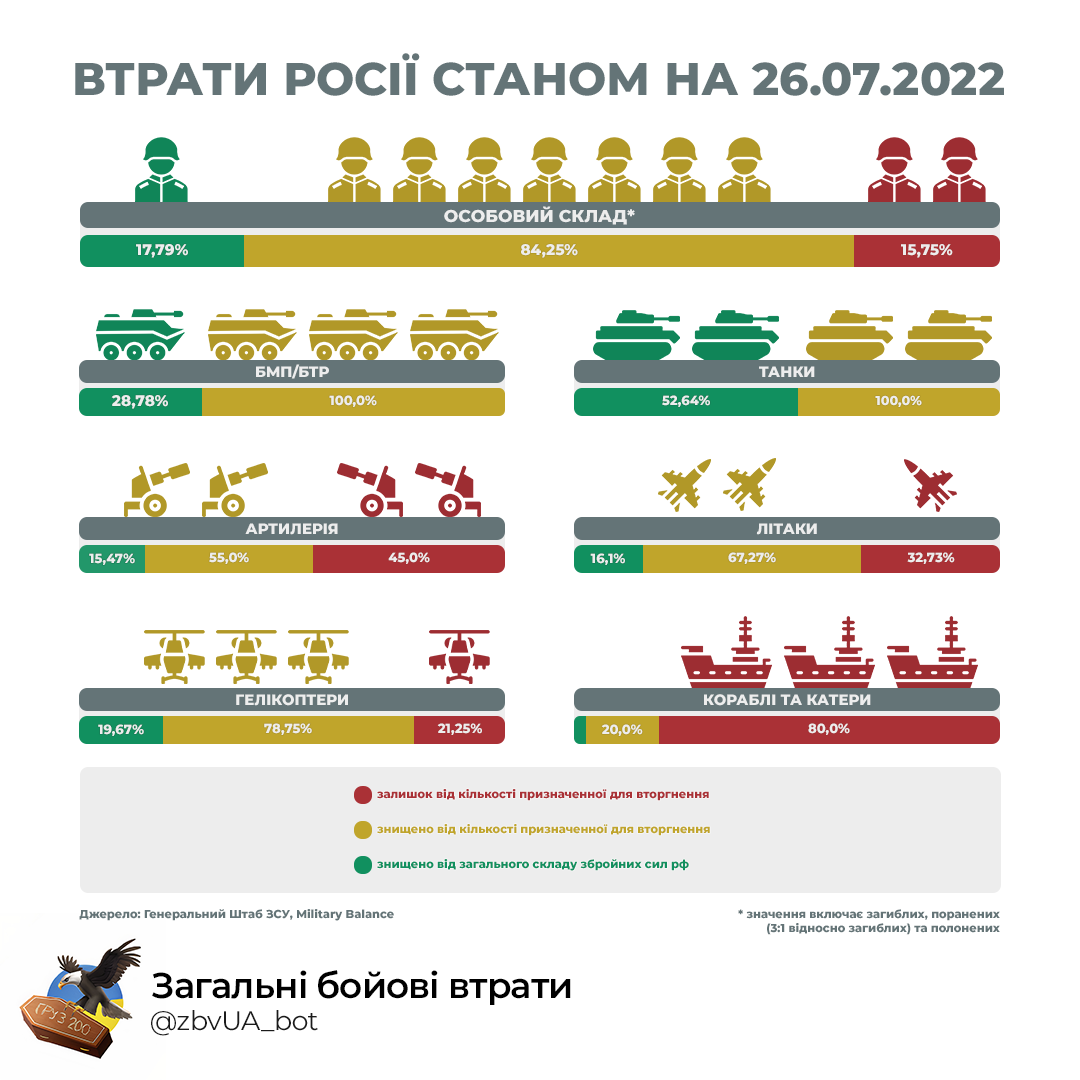 ВТРАТИ РОСІЇ СТАНОМ НА 26.07.2022
ОСОБОВИЙ СКЛАД*
17,79% 84,25% 15,75%
БМП/БТР
28,78% 100,0%
ТАНКИ
52,64% 100,0%
АРТИЛЕРІЯ
15,47% 55,0% 45,0%
ЛІТАКИ
16,1% 67,27% 32,73%
ГЕЛІКОПТЕРИ
19,67% 78,75% 21,25%
КОРАБЛІ ТА КАТЕРИ
20,0% 80,0%
залишок від кількості призначенної для вторгнення
знищено від кількості призначенної для вторгнення
знищено від загального складу збройних сил рф
Джерело: Генеральний Штаб ЗСУ, Military Balance
* значення включає загиблих, поранених
(3:1 відносно загиблих) та полонених
ГРУЗ 200
Загальні бойові втрати
@zbvUA_bot